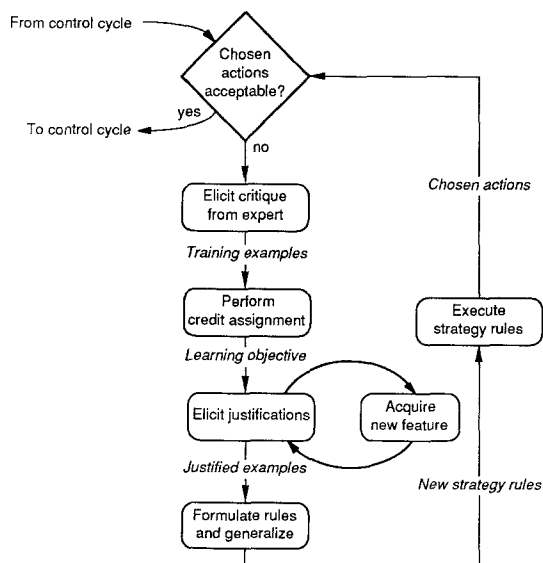 From control cycle
Chosen
actions
acceptable?
yes
To control cycle
no
Chosen actions
Elicit critique
from expert
Training examples
Perform
credit assignment
Execute
strategy rules
Learning objective
Elicit justifications
Acquire
new feature
Justified examples
New strategy rules
Formulate rules
and generalize